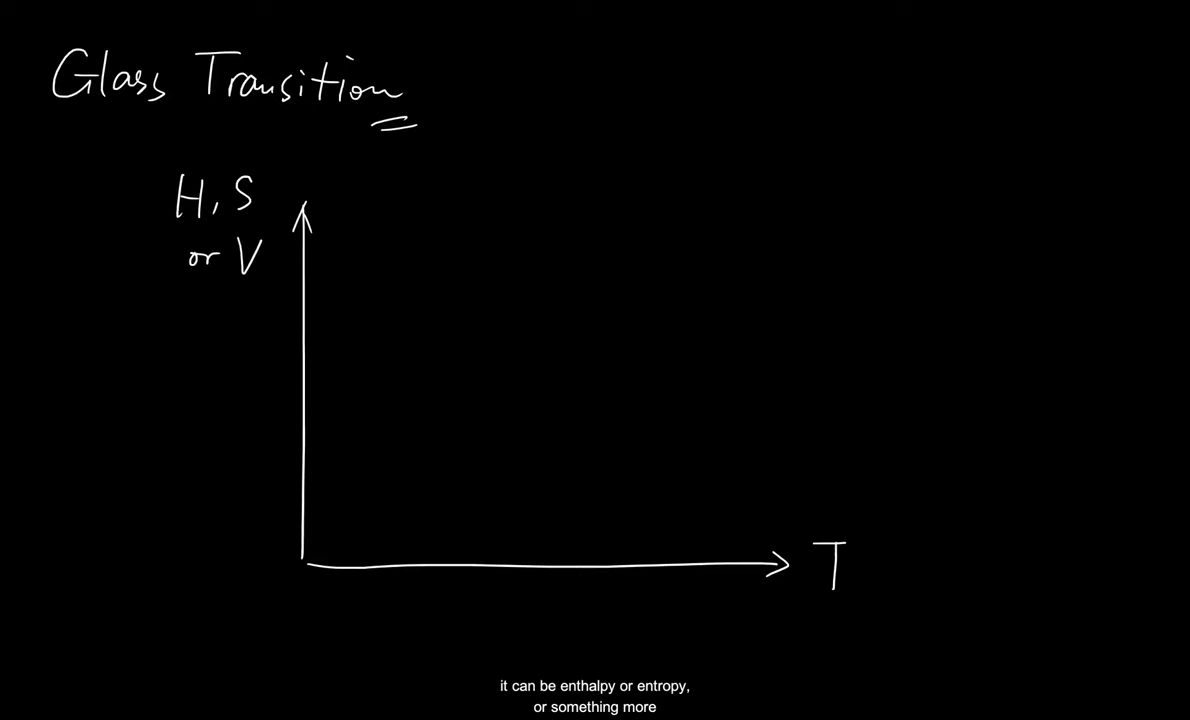 Glass Transition
H, S
or V
T
it can be enthalpy or entropy,
or something more